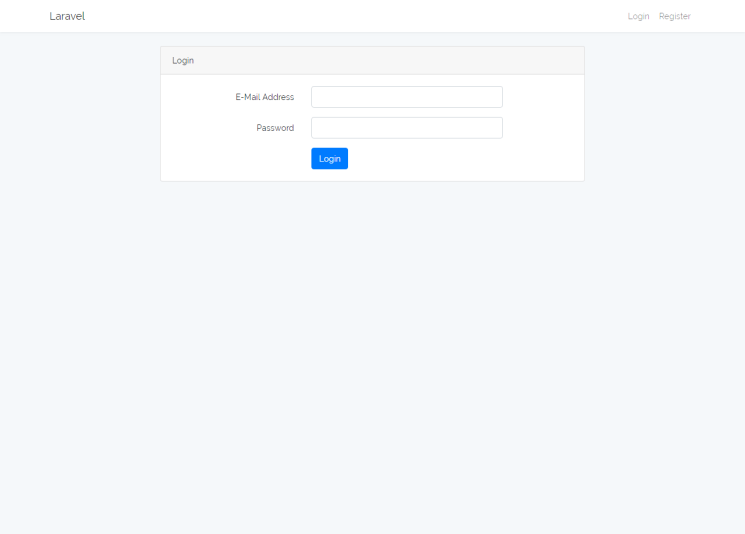 Laravel
Login Register
Login
E-Mail Address
Password
Login